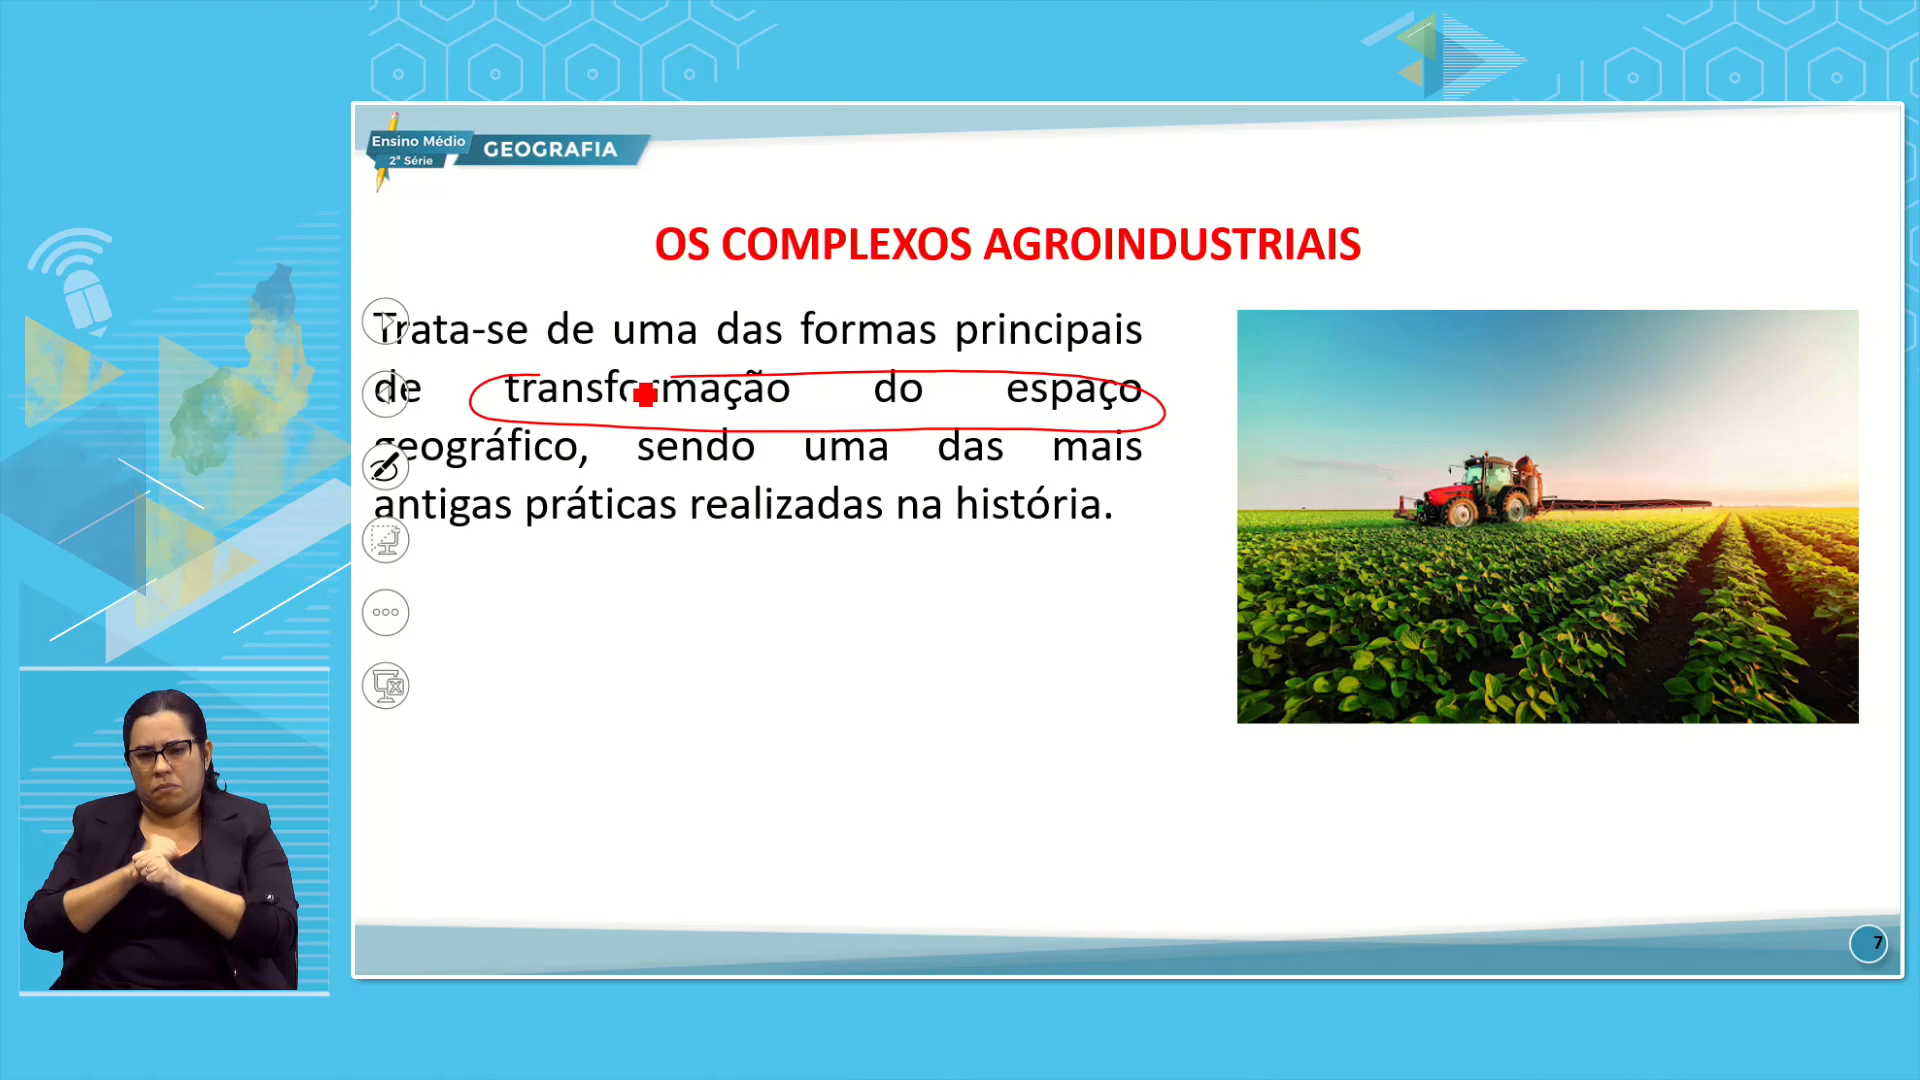 Ensino Médio
2ª Série
GEOGRAFIA
OS COMPLEXOS AGROINDUSTRIAIS
Trata-se de uma das formas principais
de transformação do espaço
geográfico, sendo uma das mais
antigas práticas realizadas na história.
7